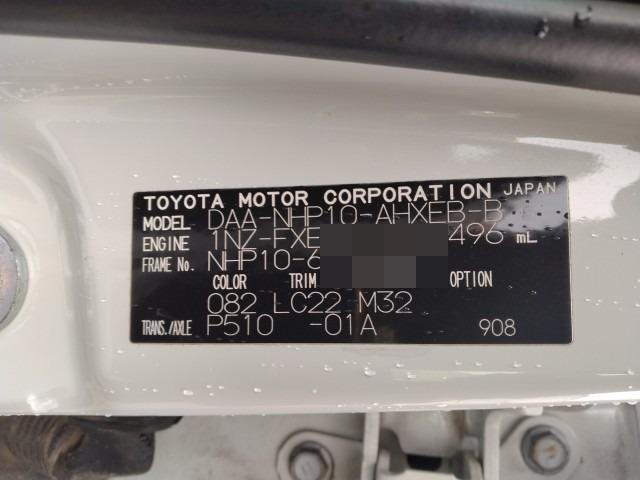 TOYOTA MOTOR CORPORATION JAPAN
MODEL DAA-NHP10-AHXEB-B
ENGINE 1NZ-FXE 496 mL
FRAME No. NHP10-6
COLOR TRIM OPTION
082 LC22 M32
TRANS./AXLE P510 -01A 908